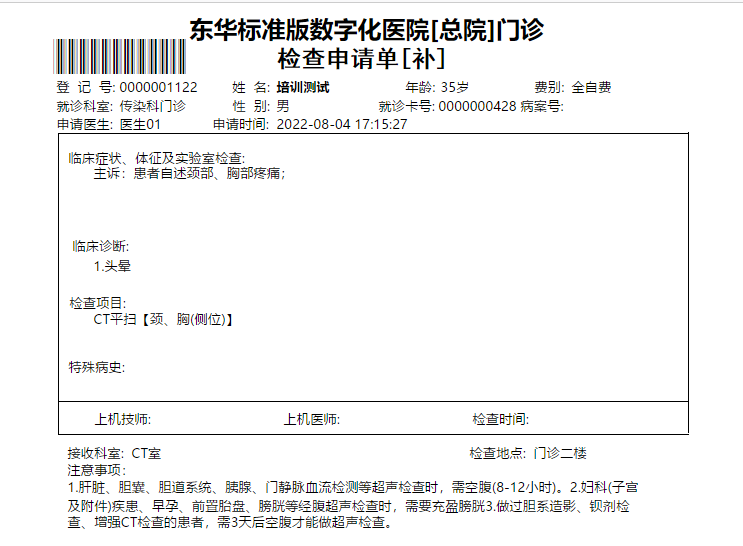 东华标准版数字化医院[总院]门诊
检查申请单[补]
登 记 号: 0000001122 姓 名: 培训测试 年龄: 35岁 费别: 全自费
就诊科室: 传染科门诊 性 别: 男 就诊卡号: 0000000428 病案号:
申请医生: 医生01 申请时间: 2022-08-04 17:15:27
临床症状、体征及实验室检查:
主诉：患者自述颈部、胸部疼痛；
临床诊断:
1.头晕
检查项目:
CT平扫【颈、胸(侧位)】
特殊病史:
上机技师: 上机医师: 检查时间:
接收科室: CT室 检查地点: 门诊二楼
注意事项：
1.肝脏、胆囊、胆道系统、胰腺、门静脉血流检测等超声检查时，需空腹(8-12小时)。2.妇科(子宫
及附件)疾患、早孕、前置胎盘、膀胱等经腹超声检查时，需要充盈膀胱3.做过胆系造影、钡剂检
查、增强CT检查的患者，需3天后空腹才能做超声检查。